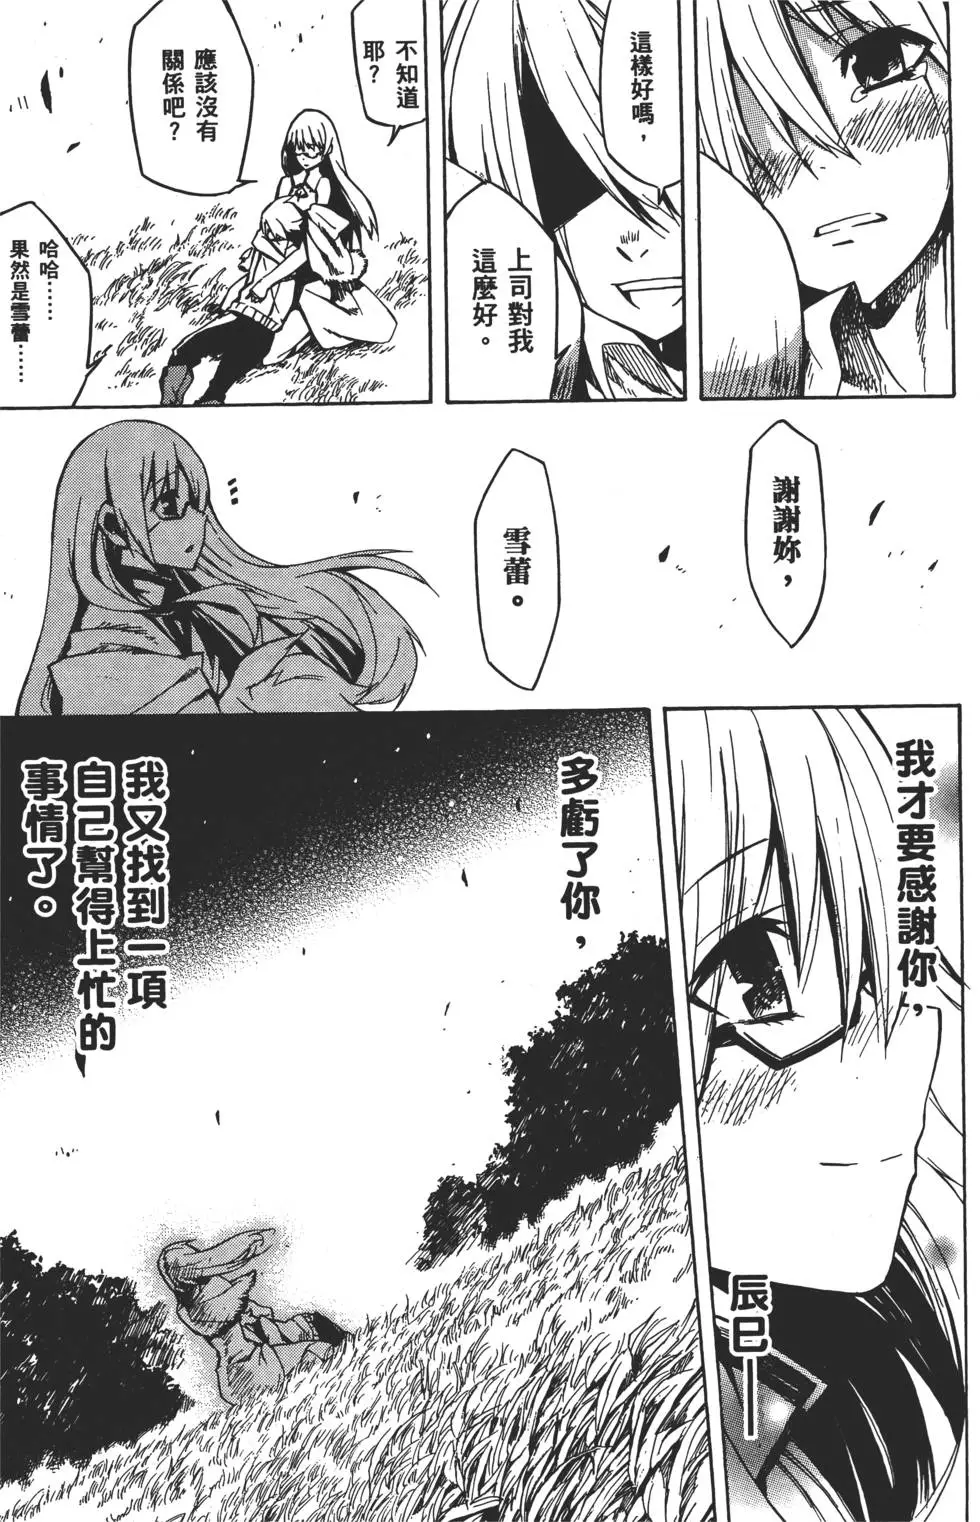 這樣好嗎，
上司對我
這麼好。
不知道
耶？
應該沒有
關係吧？
哈哈……
果然是雪蕾……
謝謝妳，
雪蕾。
我才要感謝你，
辰巳——
多虧了你，
我又找到一項
自己幫得上忙的
事情了。